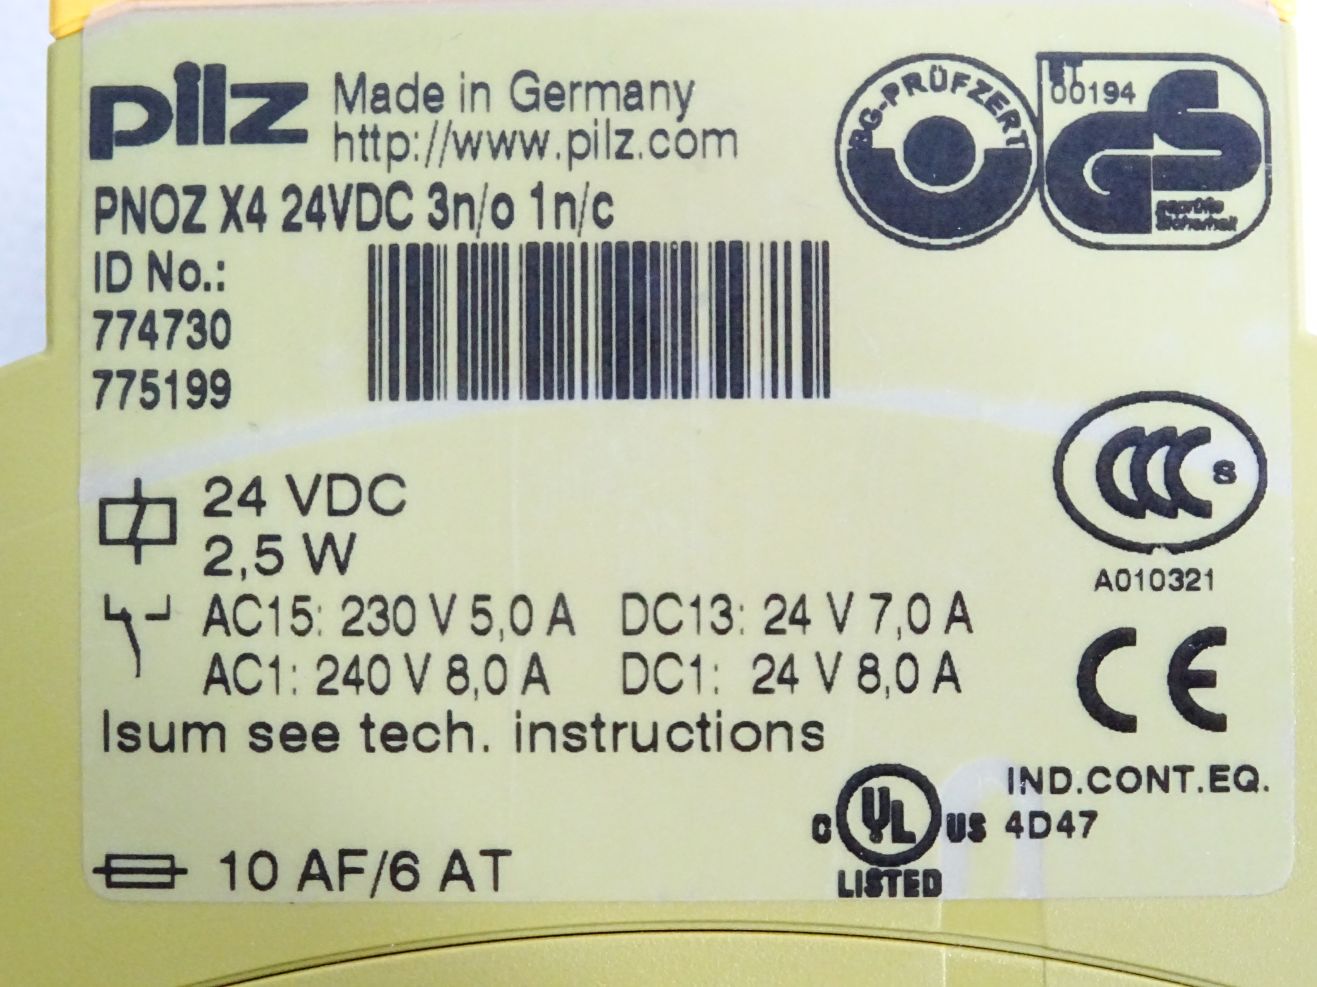 pilz
Made in Germany
http://www.pilz.com
BG-PRÜFZERT
ET
00194
GS
geprüfte
Sicherheit
PNOZ X4 24VDC 3n/o 1n/c
ID No.:
774730
775199
24 VDC
2,5 W
CCC S
A010321
AC15: 230 V 5,0 A DC13: 24 V 7,0 A
AC1: 240 V 8,0 A DC1: 24 V 8,0 A
CE
Isum see tech. instructions
C UL US
LISTED
IND.CONT.EQ.
4D47
10 AF/6 AT